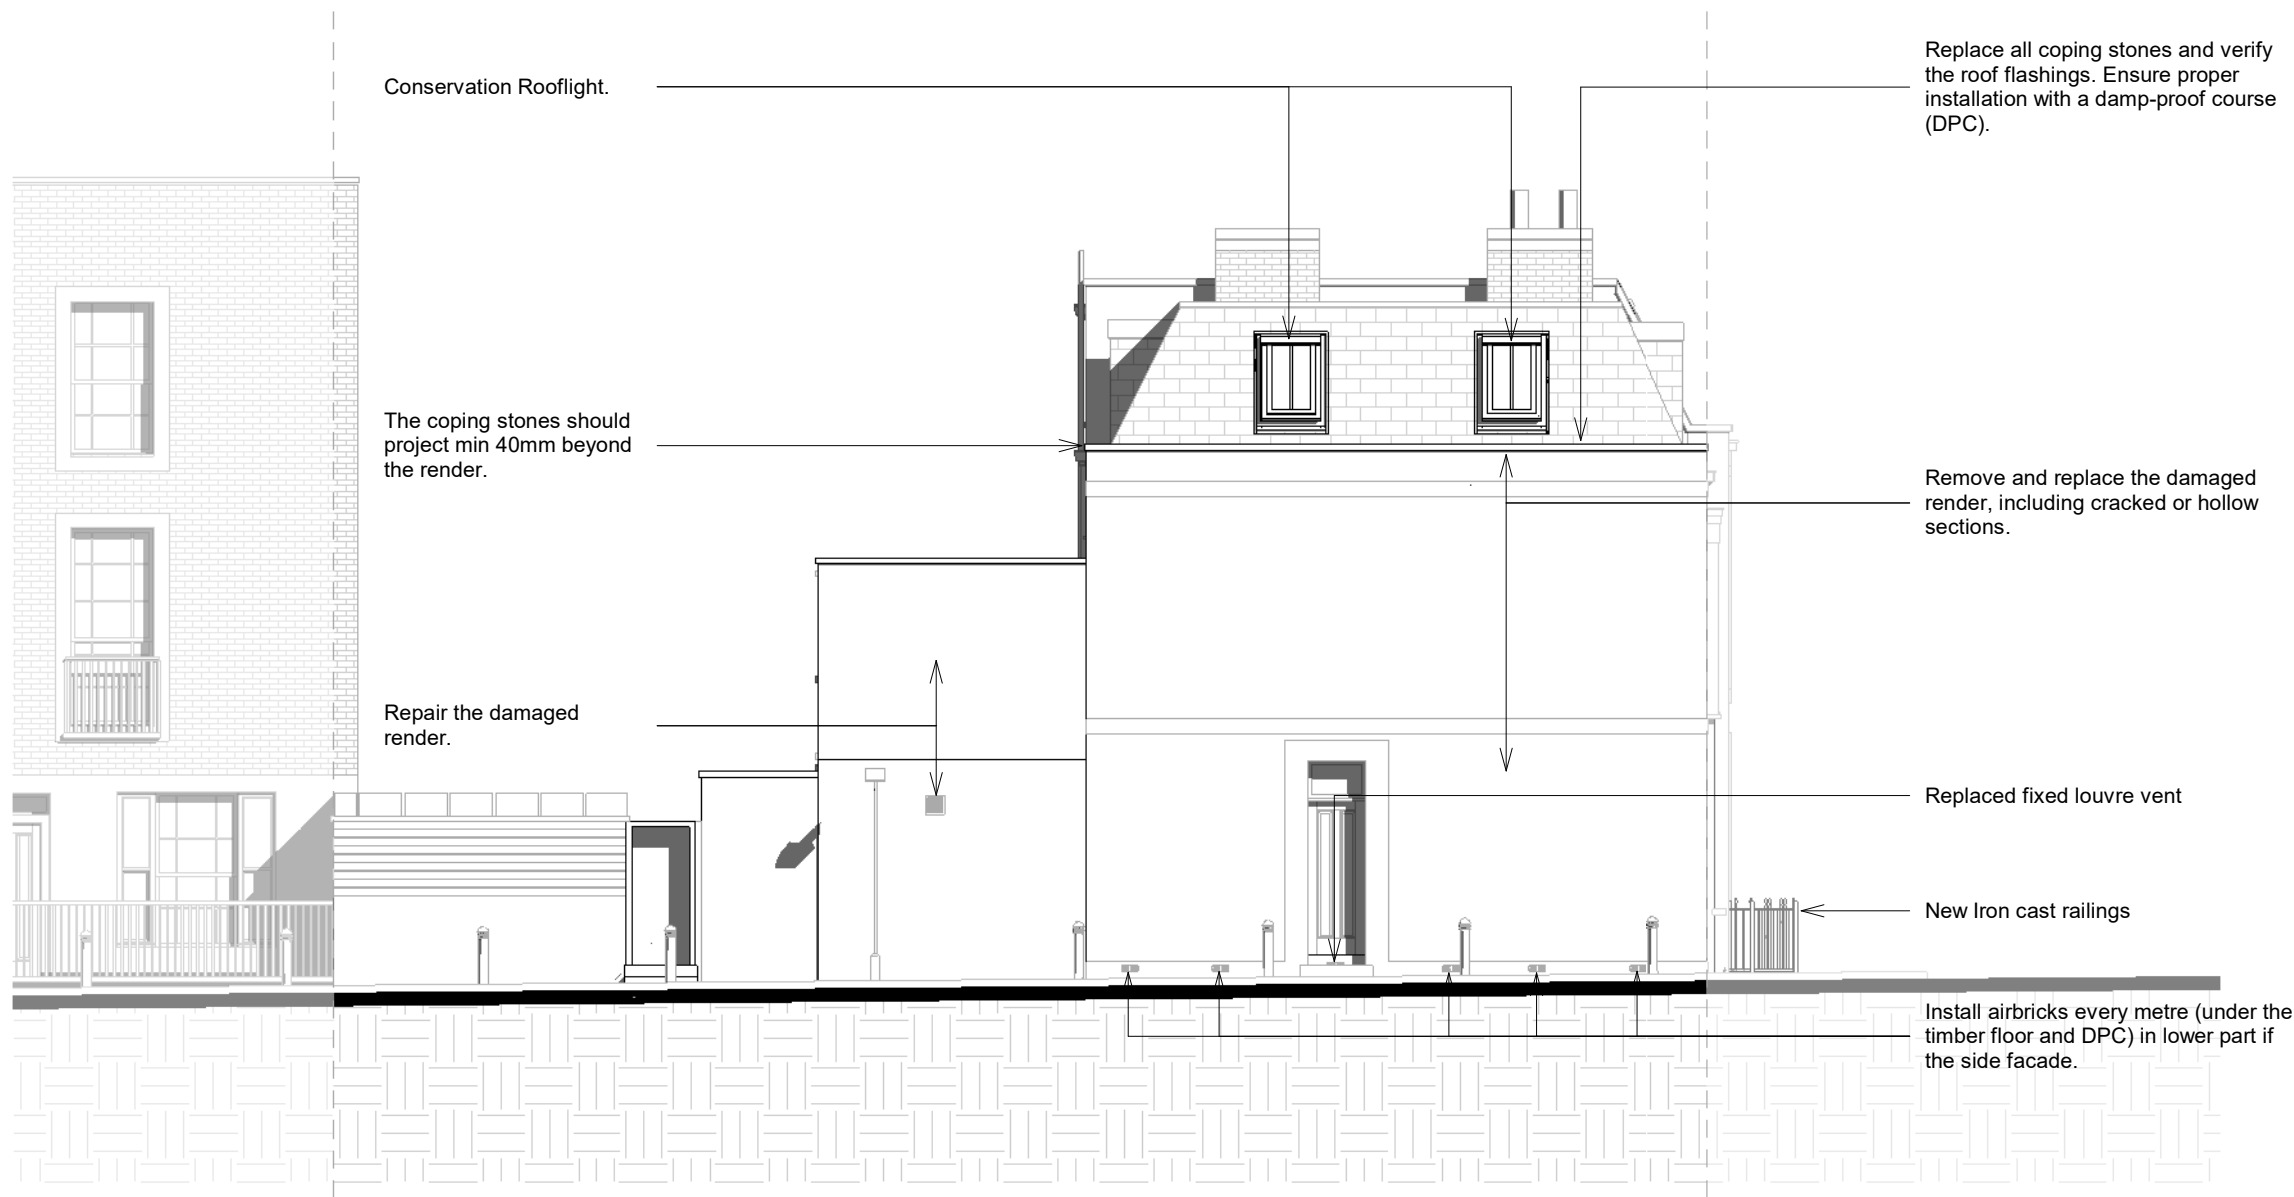 Conservation Rooflight.
Replace all coping stones and verify
the roof flashings. Ensure proper
installation with a damp-proof course
(DPC).
The coping stones should
project min 40mm beyond
the render.
Remove and replace the damaged
render, including cracked or hollow
sections.
Repair the damaged
render.
Replaced fixed louvre vent
New Iron cast railings
Install airbricks every metre (under the
timber floor and DPC) in lower part if
the side facade.